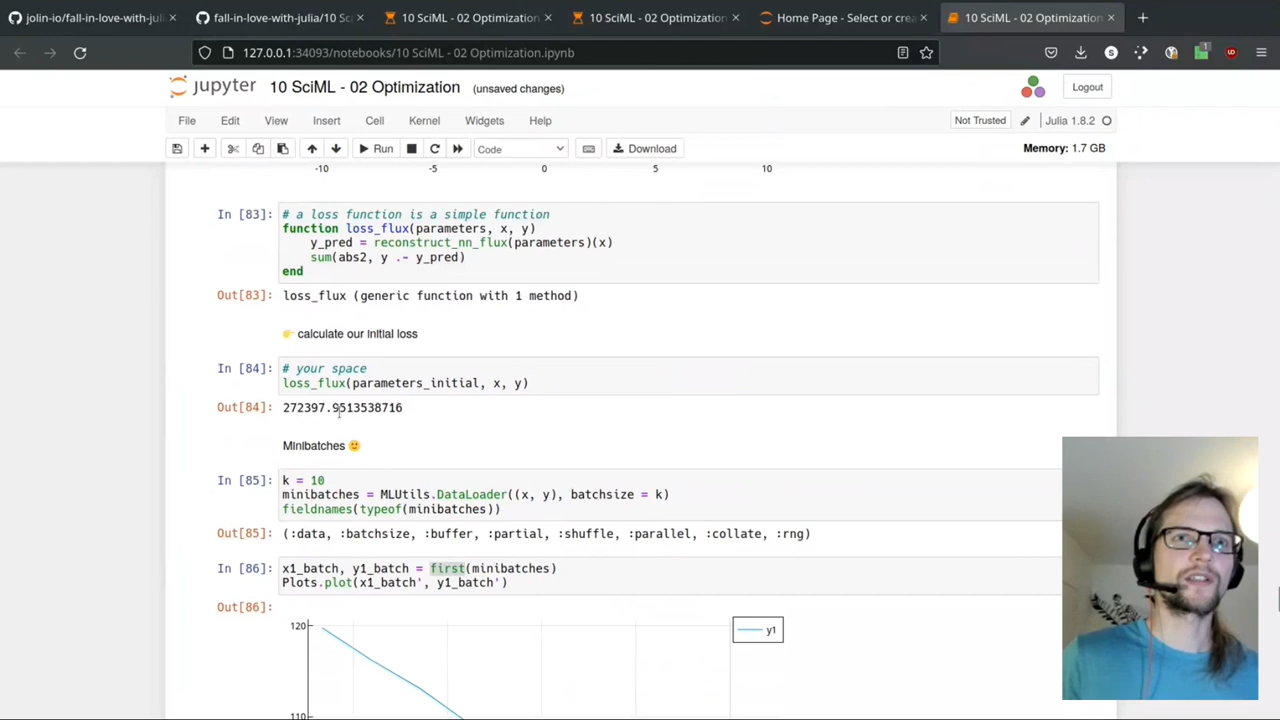 jolin-io/fall-in-love-with-juli
fall-in-love-with-julia/10 Sci
10 SciML - 02 Optimization
10 SciML - 02 Optimization
Home Page - Select or crea
10 SciML - 02 Optimization
127.0.0.1:34093/notebooks/10 SciML - 02 Optimization.ipynb
jupyter 10 SciML - 02 Optimization (unsaved changes) Logout
File Edit View Insert Cell Kernel Widgets Help Not Trusted Julia 1.8.2
Run Code Download Memory: 1.7 GB
-10 -5 0 5 10
In [83]: # a loss function is a simple function
function loss_flux(parameters, x, y)
y_pred = reconstruct_nn_flux(parameters)(x)
sum(abs2, y .- y_pred)
end
Out[83]: loss_flux (generic function with 1 method)
👉 calculate our initial loss
In [84]: # your space
loss_flux(parameters_initial, x, y)
Out[84]: 272397.9513538716
Minibatches 🙂
In [85]: k = 10
minibatches = MLUtils.DataLoader((x, y), batchsize = k)
fieldnames(typeof(minibatches))
Out[85]: (:data, :batchsize, :buffer, :partial, :shuffle, :parallel, :collate, :rng)
In [86]: x1_batch, y1_batch = first(minibatches)
Plots.plot(x1_batch', y1_batch')
Out[86]:
120
y1
110